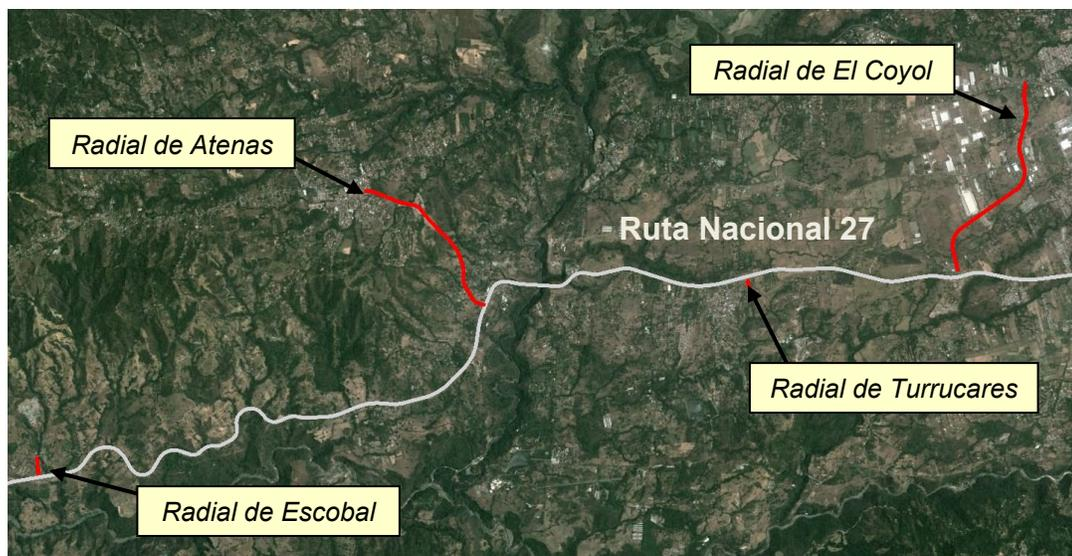 Radial de El Coyol
Radial de Atenas
Ruta Nacional 27
Radial de Turrucares
Radial de Escobal